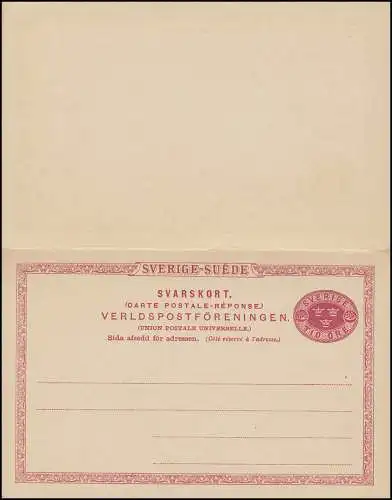 SVERIGE-SUÈDE
SVARSKORT.
(CARTE POSTALE-RÉPONSE.)
VERLDSPOSTFÖRENINGEN.
(UNION POSTALE UNIVERSELLE.)
Sida afsedd för adressen. (Côté réservé à l'adresse.)
SVERIGE
TIO ÖRE